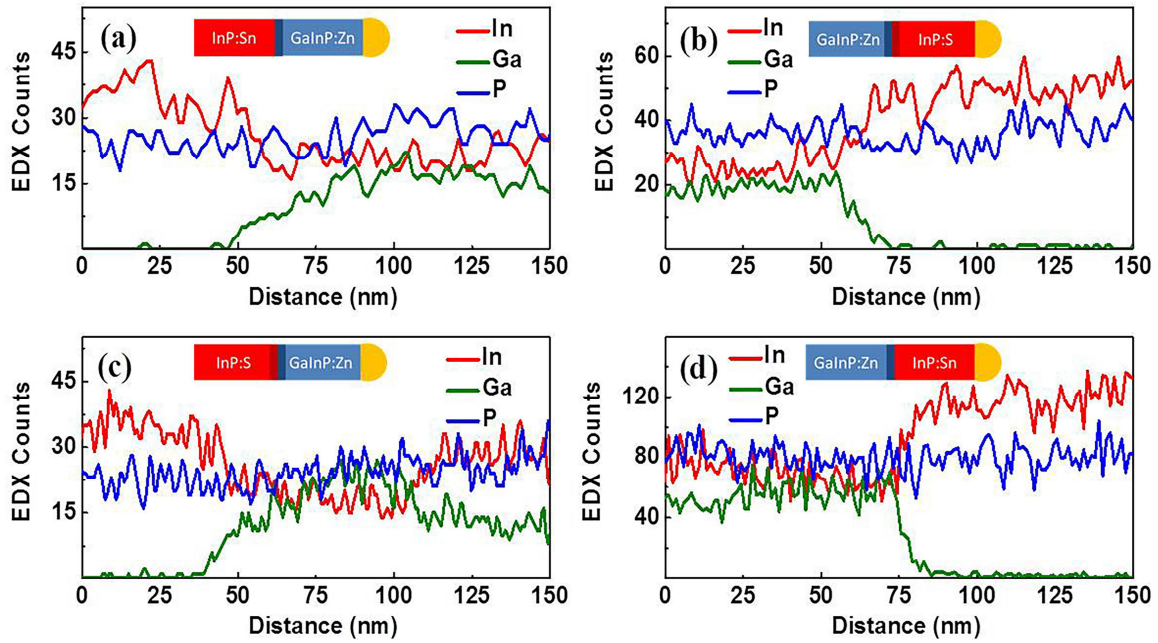 (a)
InP:Sn GaInP:Zn
In
Ga
P
EDX Counts
45
30
15
0 25 50 75 100 125 150
Distance (nm)
(b)
GaInP:Zn InP:S
In
Ga
P
EDX Counts
60
40
20
0 25 50 75 100 125 150
Distance (nm)
(c)
InP:S GaInP:Zn
In
Ga
P
EDX Counts
45
30
15
0 25 50 75 100 125 150
Distance (nm)
(d)
GaInP:Zn InP:Sn
In
Ga
P
EDX Counts
120
80
40
0 25 50 75 100 125 150
Distance (nm)